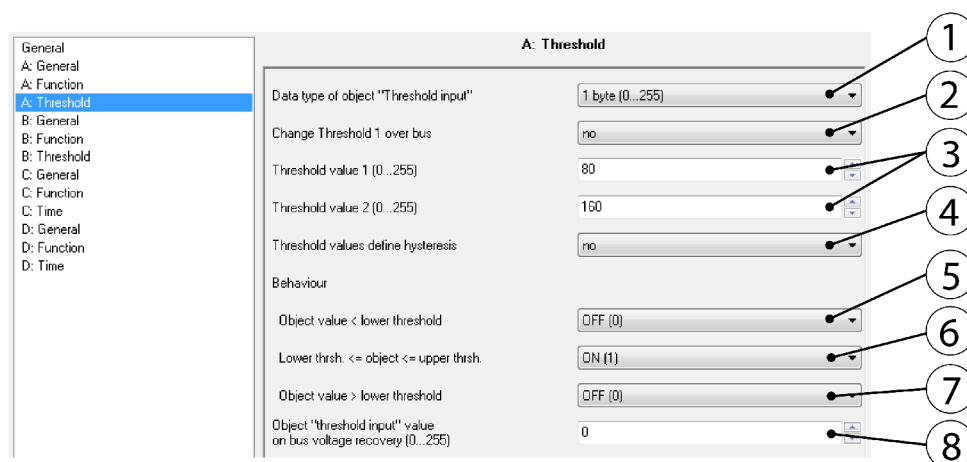 General
A: General
A: Function
A: Threshold
B: General
B: Function
B: Threshold
C: General
C: Function
C: Time
D: General
D: Function
D: Time
A: Threshold
Data type of object "Threshold input" 1 byte (0...255) 1
Change Threshold 1 over bus no 2
Threshold value 1 (0...255) 80 3
Threshold value 2 (0...255) 160
Threshold values define hysteresis no 4
Behaviour
Object value < lower threshold OFF (0) 5
Lower thrsh. <= object <= upper thrsh. ON (1) 6
Object value > lower threshold OFF (0) 7
Object "threshold input" value
on bus voltage recovery (0...255) 0 8